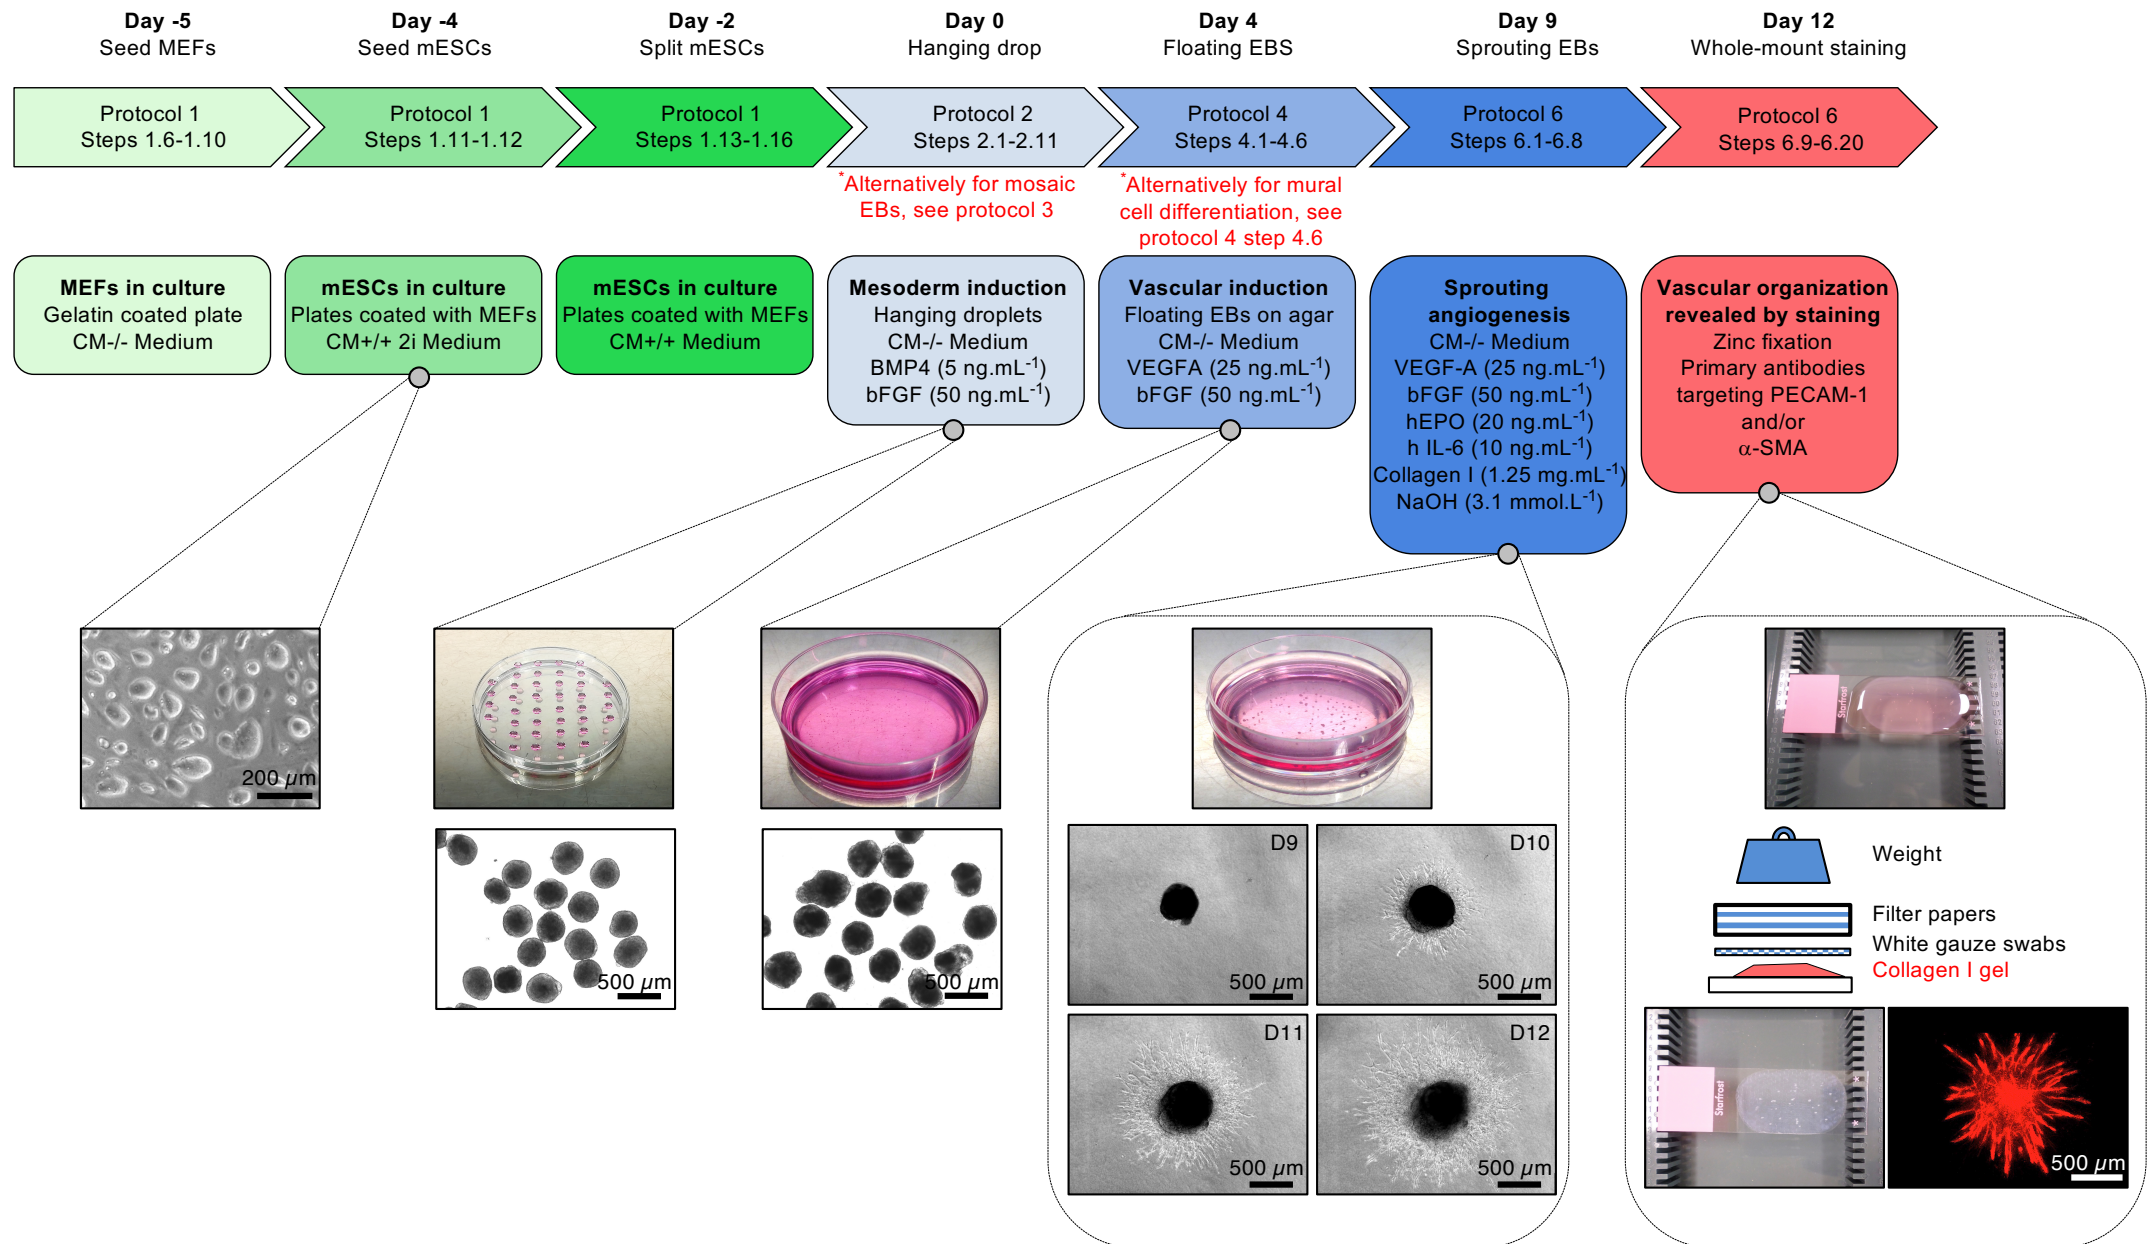 Day -5
Seed MEFs
Day -4
Seed mESCs
Day -2
Split mESCs
Day 0
Hanging drop
Day 4
Floating EBS
Day 9
Sprouting EBs
Day 12
Whole-mount staining
Protocol 1
Steps 1.6-1.10
Protocol 1
Steps 1.11-1.12
Protocol 1
Steps 1.13-1.16
Protocol 2
Steps 2.1-2.11
Protocol 4
Steps 4.1-4.6
Protocol 6
Steps 6.1-6.8
Protocol 6
Steps 6.9-6.20
*Alternatively for mosaic
EBs, see protocol 3
*Alternatively for mural
cell differentiation, see
protocol 4 step 4.6
MEFs in culture
Gelatin coated plate
CM-/- Medium
mESCs in culture
Plates coated with MEFs
CM+/+ 2i Medium
mESCs in culture
Plates coated with MEFs
CM+/+ Medium
Mesoderm induction
Hanging droplets
CM-/- Medium
BMP4 (5 ng.mL⁻¹)
bFGF (50 ng.mL⁻¹)
Vascular induction
Floating EBs on agar
CM-/- Medium
VEGFA (25 ng.mL⁻¹)
bFGF (50 ng.mL⁻¹)
Sprouting
angiogenesis
CM-/- Medium
VEGF-A (25 ng.mL⁻¹)
bFGF (50 ng.mL⁻¹)
hEPO (20 ng.mL⁻¹)
h IL-6 (10 ng.mL⁻¹)
Collagen I (1.25 mg.mL⁻¹)
NaOH (3.1 mmol.L⁻¹)
Vascular organization
revealed by staining
Zinc fixation
Primary antibodies
targeting PECAM-1
and/or
α-SMA
200 µm
500 µm
500 µm
D9
500 µm
D10
500 µm
D11
500 µm
D12
500 µm
Starfrost
Weight
Filter papers
White gauze swabs
Collagen I gel
Starfrost
500 µm